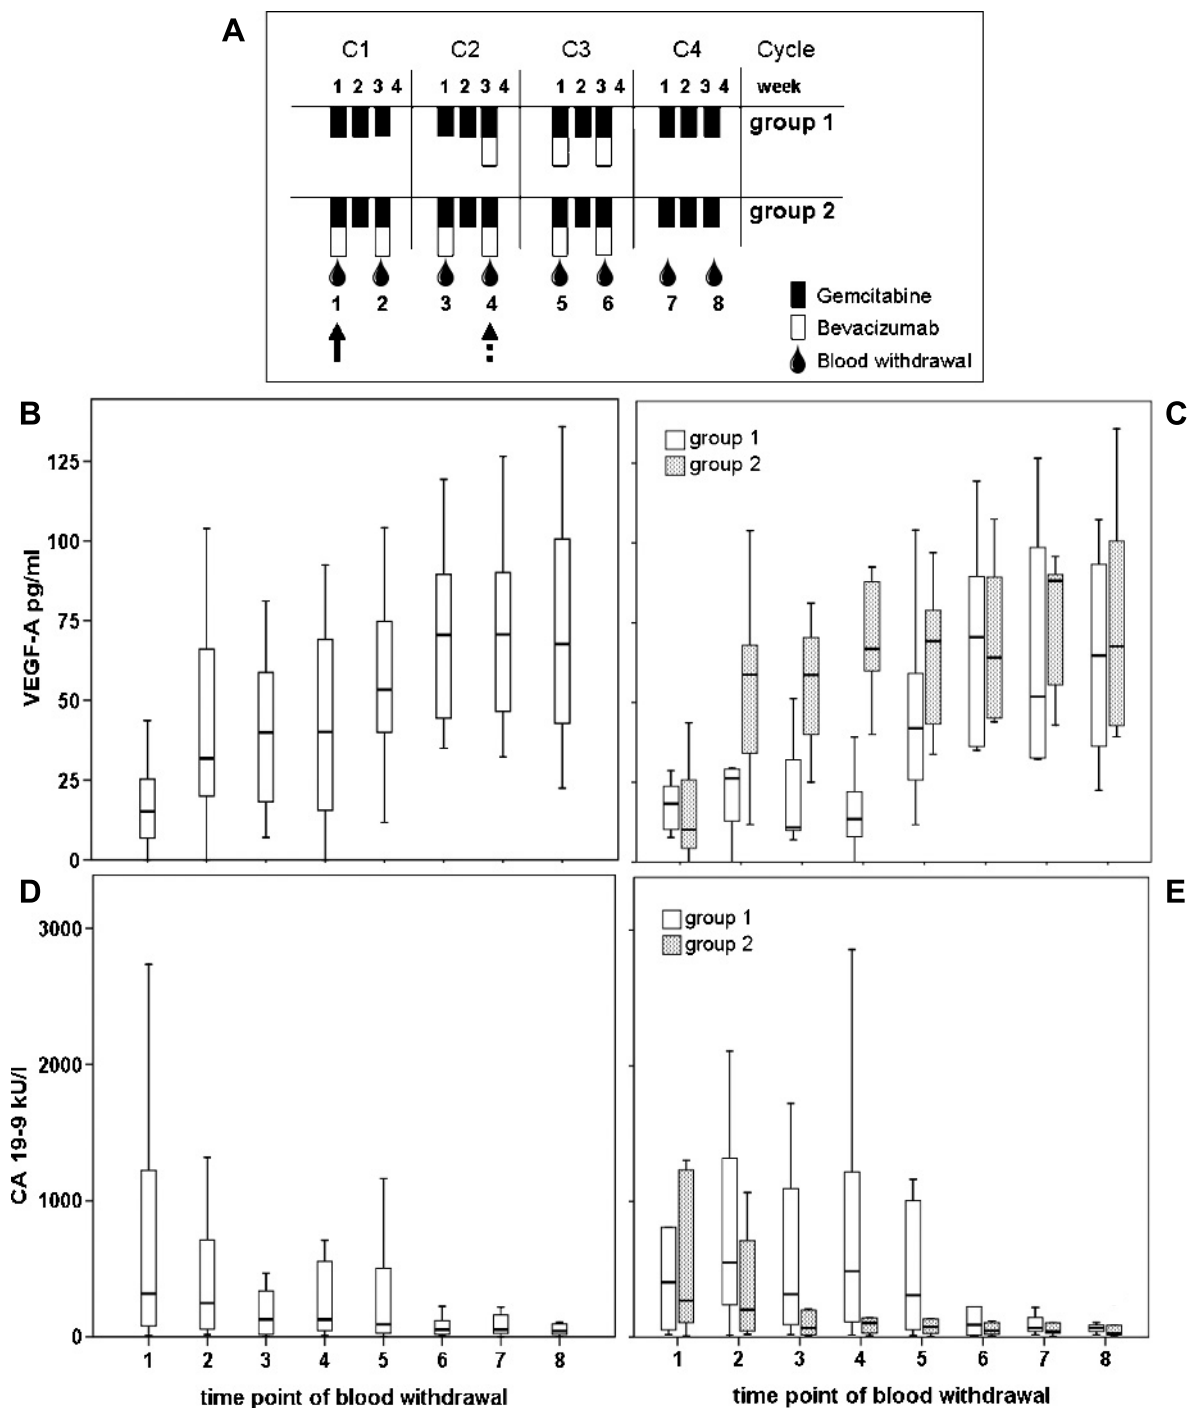 A
C1 C2 C3 C4 Cycle
1 2 3 4 1 2 3 4 1 2 3 4 1 2 3 4 week
group 1
group 2
1 2 3 4 5 6 7 8
Gemcitabine
Bevacizumab
Blood withdrawal
B
VEGF-A pg/ml
125
100
75
50
25
0
C
group 1
group 2
D
CA 19-9 kU/l
3000
2000
1000
0
1 2 3 4 5 6 7 8
time point of blood withdrawal
E
group 1
group 2
1 2 3 4 5 6 7 8
time point of blood withdrawal